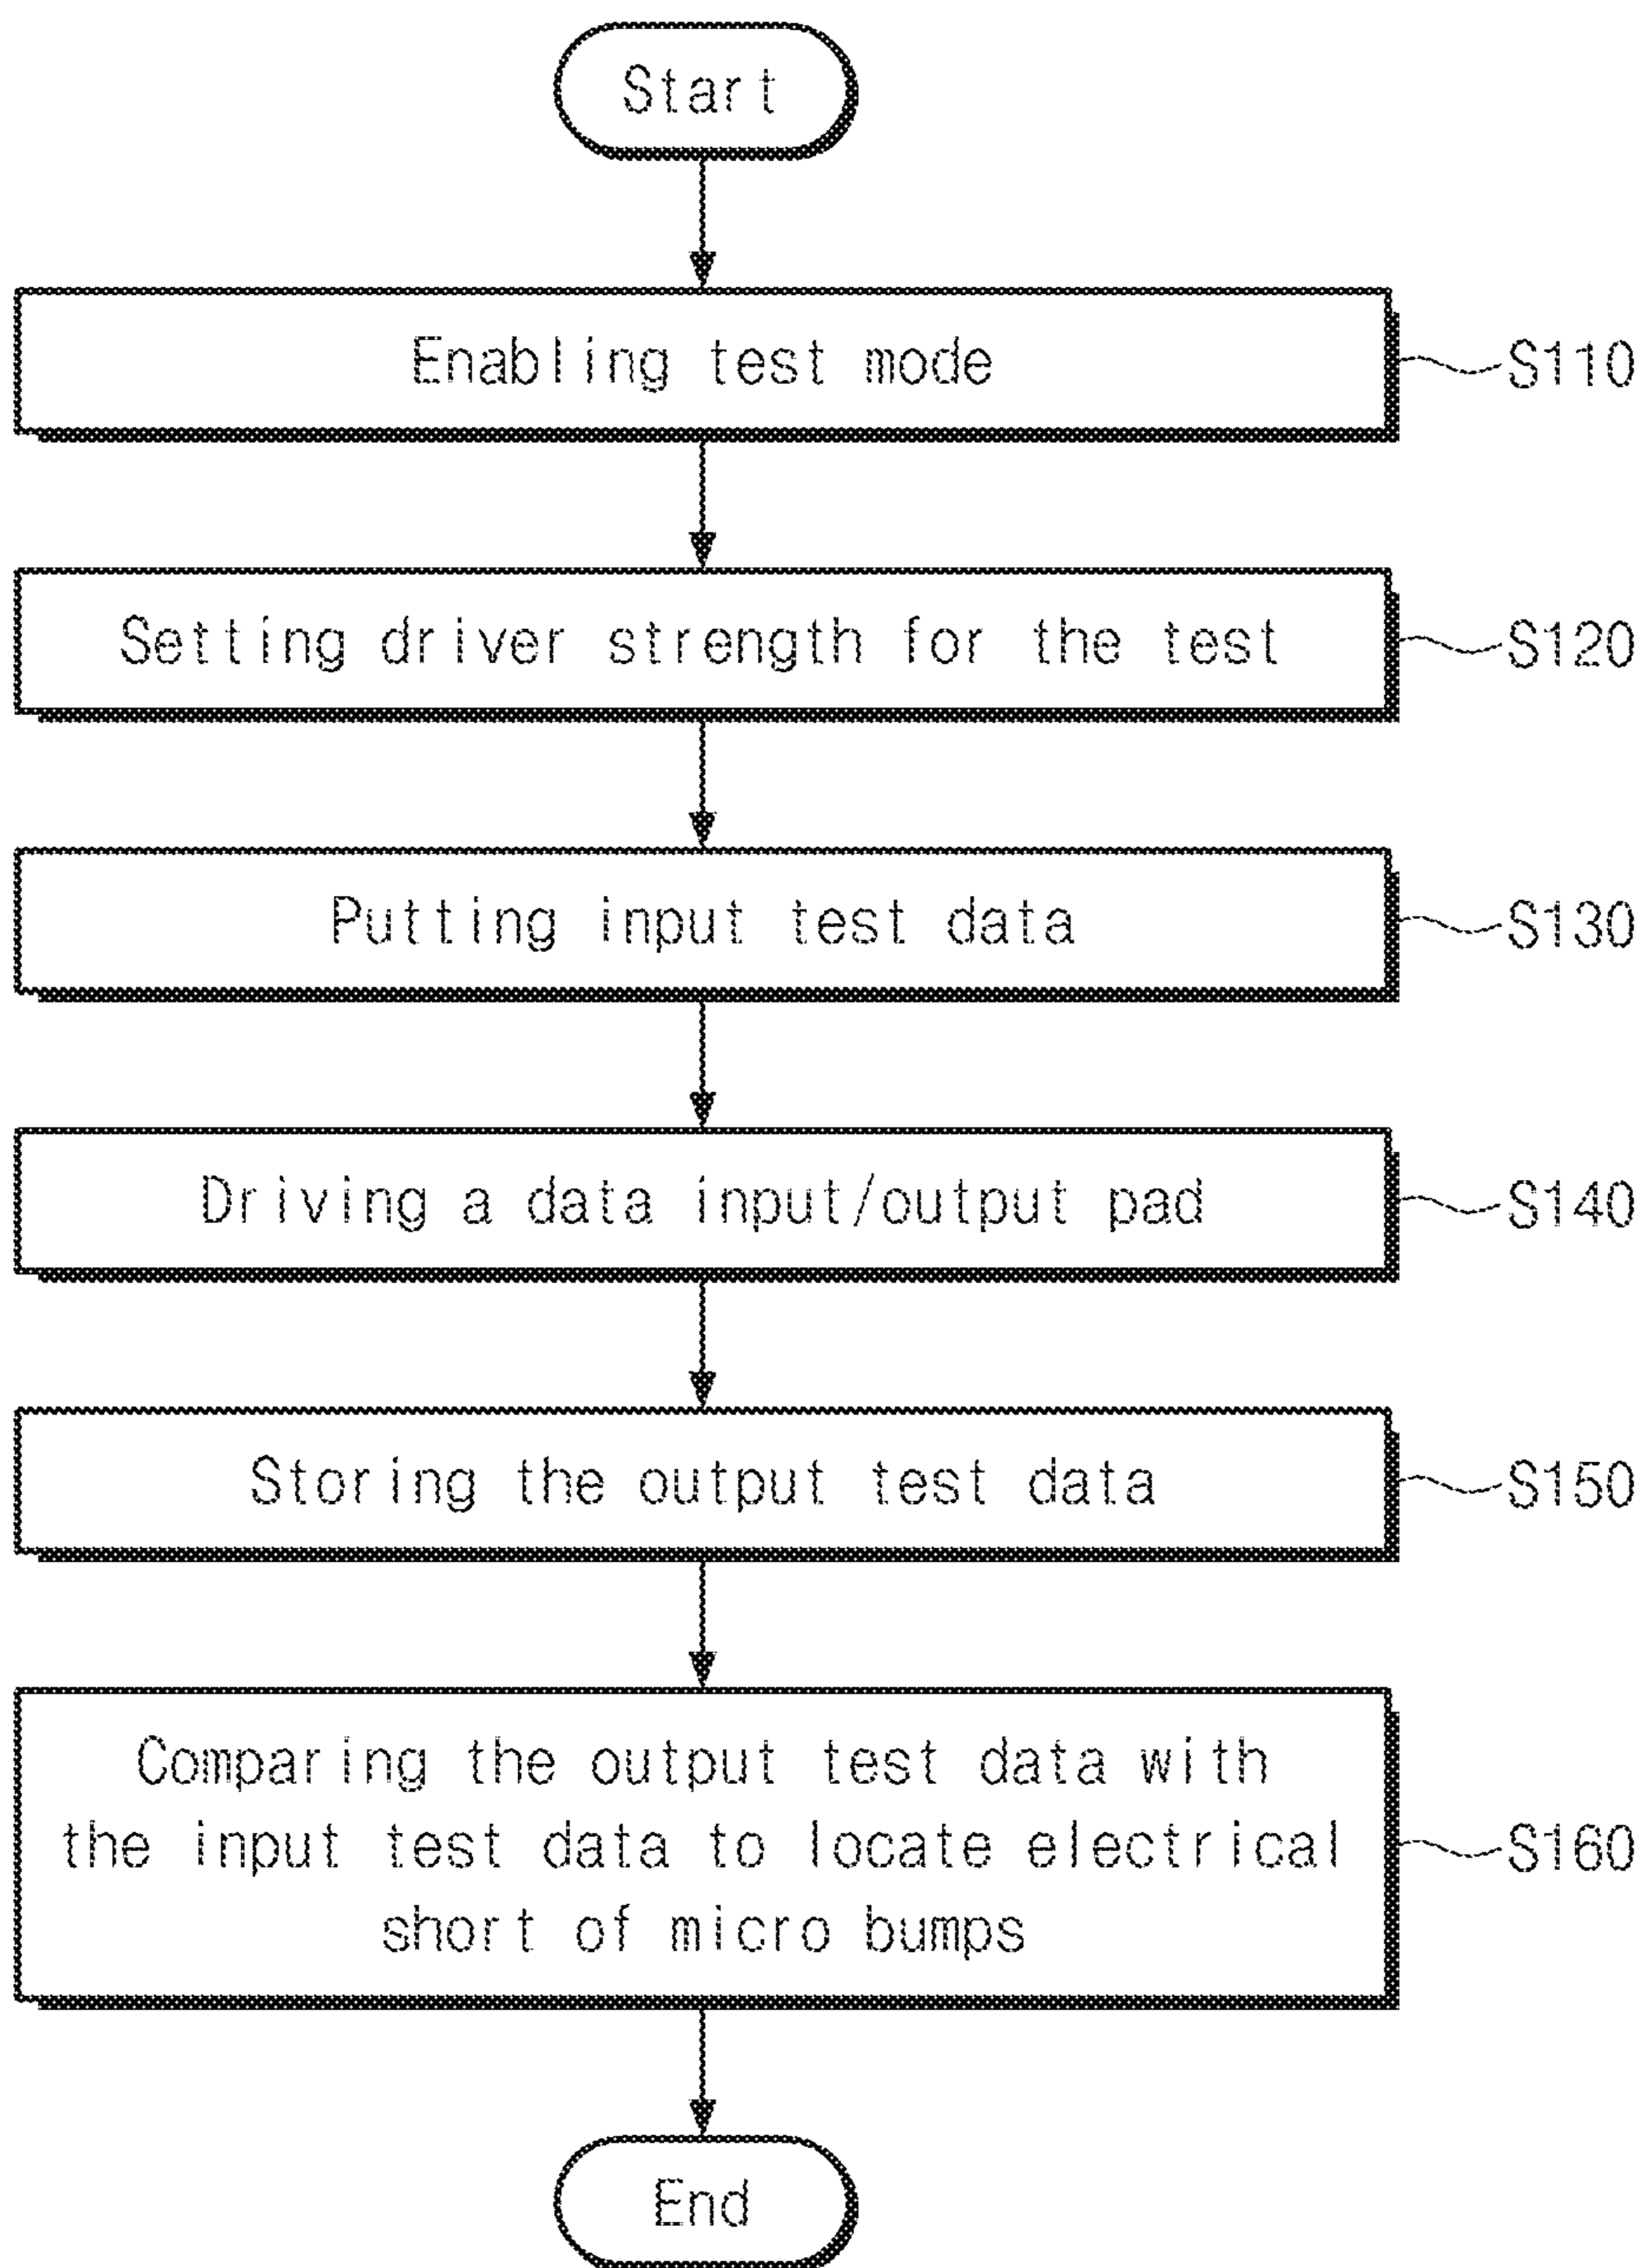 Start
Enabling test mode
S110
Setting driver strength for the test
S120
Putting input test data
S130
Driving a data input/output pad
S140
Storing the output test data
S150
Comparing the output test data with
the input test data to locate electrical
short of micro bumps
S160
End